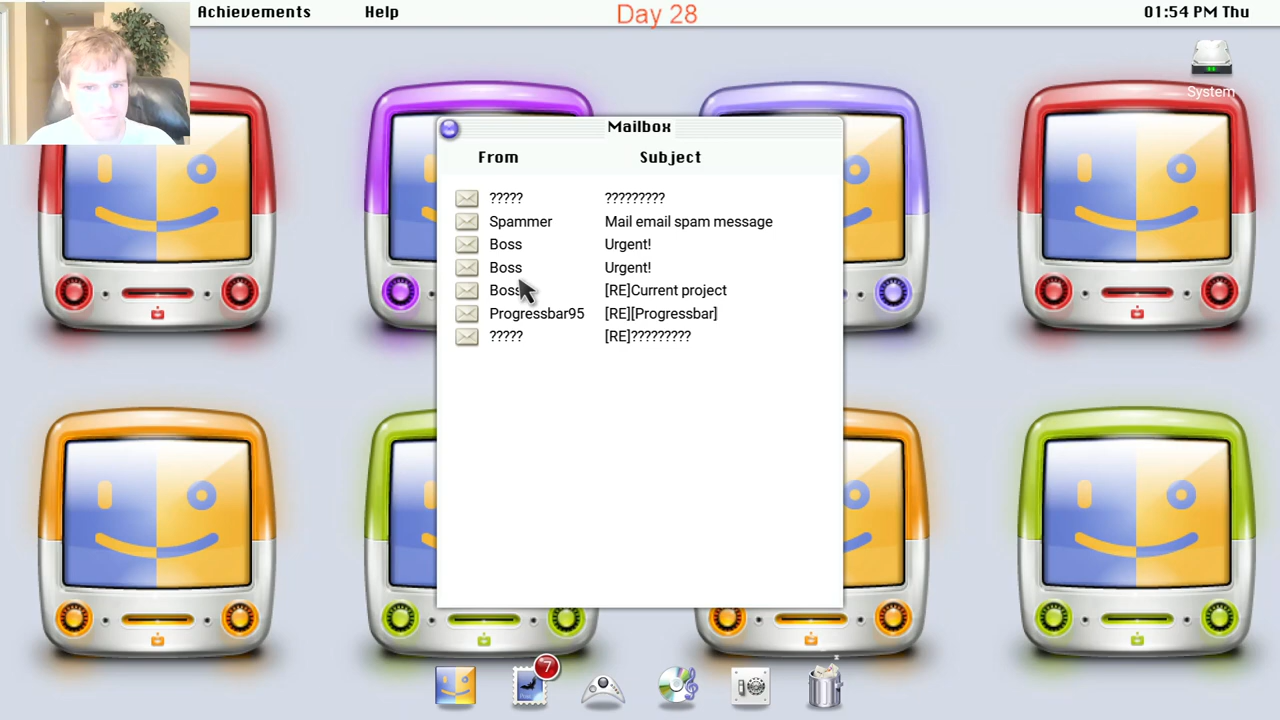 Achievements Help Day 28 01:54 PM Thu
System
Mailbox
From Subject
????? ?????????
Spammer Mail email spam message
Boss Urgent!
Boss Urgent!
Boss [RE]Current project
Progressbar95 [RE][Progressbar]
????? [RE]?????????
7